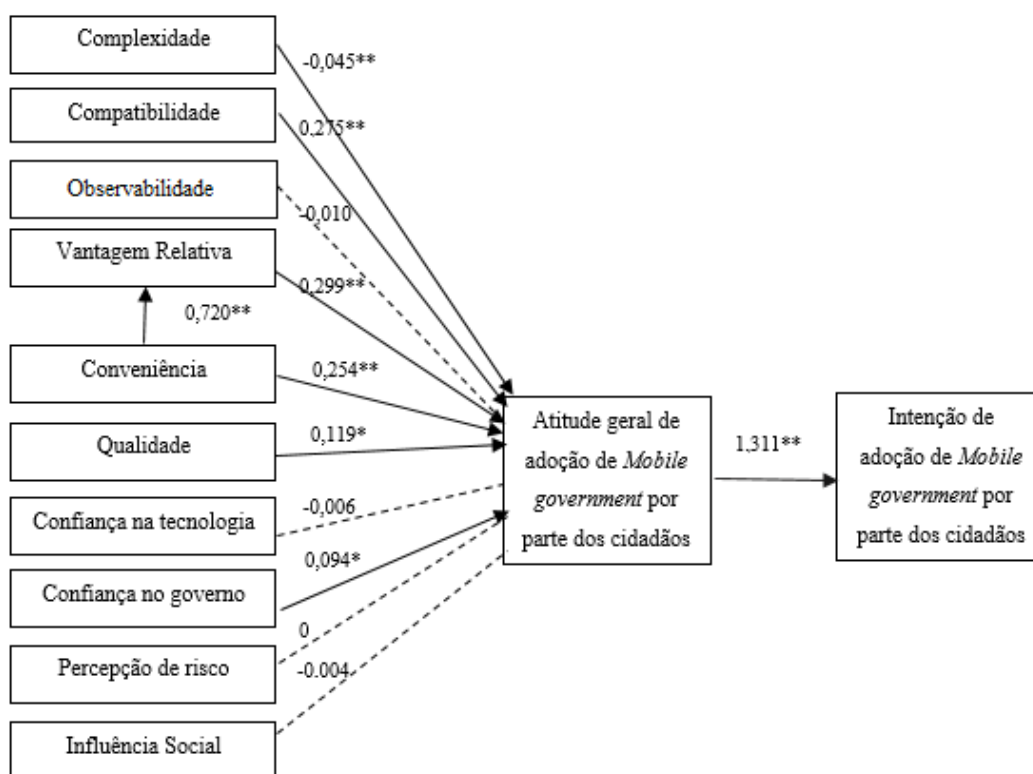 Complexidade
-0,045**
Compatibilidade
0,275**
Observabilidade
-0,010
Vantagem Relativa
0,299**
0,720**
Conveniência
0,254**
Qualidade
0,119*
Confiança na tecnologia
-0,006
Confiança no governo
0,094*
Percepção de risco
0
Influência Social
-0.004
Atitude geral de
adoção de Mobile
government por
parte dos cidadãos
1,311**
Intenção de
adoção de Mobile
government por
parte dos cidadãos